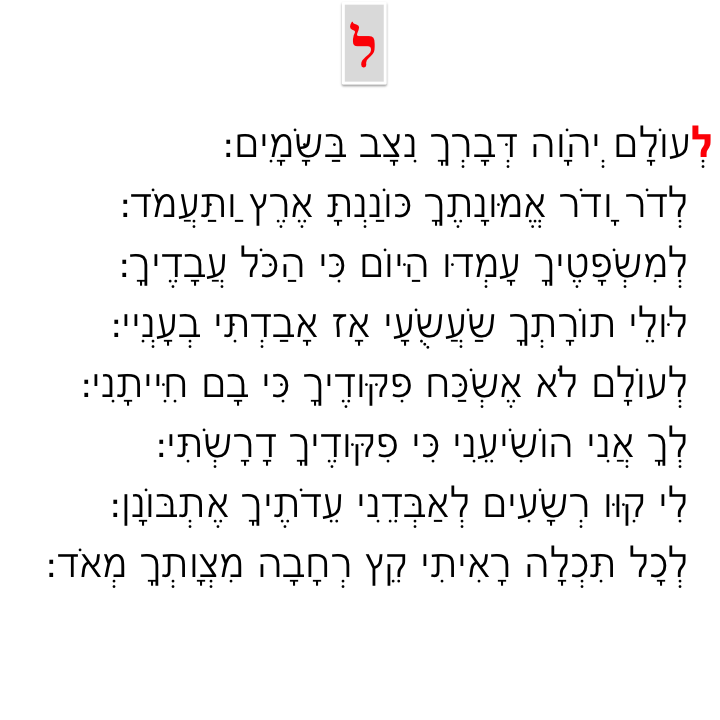 ל
לְעוֹלָם יְהֹוָה דְּבָרְךָ נִצָּב בַּשָּׁמָיִם:
לְדֹר וָדֹר אֱמוּנָתֶךָ כּוֹנַנְתָּ אֶרֶץ וַתַּעֲמֹד:
לְמִשְׁפָּטֶיךָ עָמְדוּ הַיּוֹם כִּי הַכֹּל עֲבָדֶיךָ:
לוּלֵי תוֹרָתְךָ שַׁעֲשֻׁעָי אָז אָבַדְתִּי בְעָנְיִי:
לְעוֹלָם לֹא אֶשְׁכַּח פִּקּוּדֶיךָ כִּי בָם חִיִּיתָנִי:
לְךָ אֲנִי הוֹשִׁיעֵנִי כִּי פִקּוּדֶיךָ דָרָשְׁתִּי:
לִי קִוּוּ רְשָׁעִים לְאַבְּדֵנִי עֵדֹתֶיךָ אֶתְבּוֹנָן:
לְכָל תִּכְלָה רָאִיתִי קֵץ רְחָבָה מִצְוָתְךָ מְאֹד: